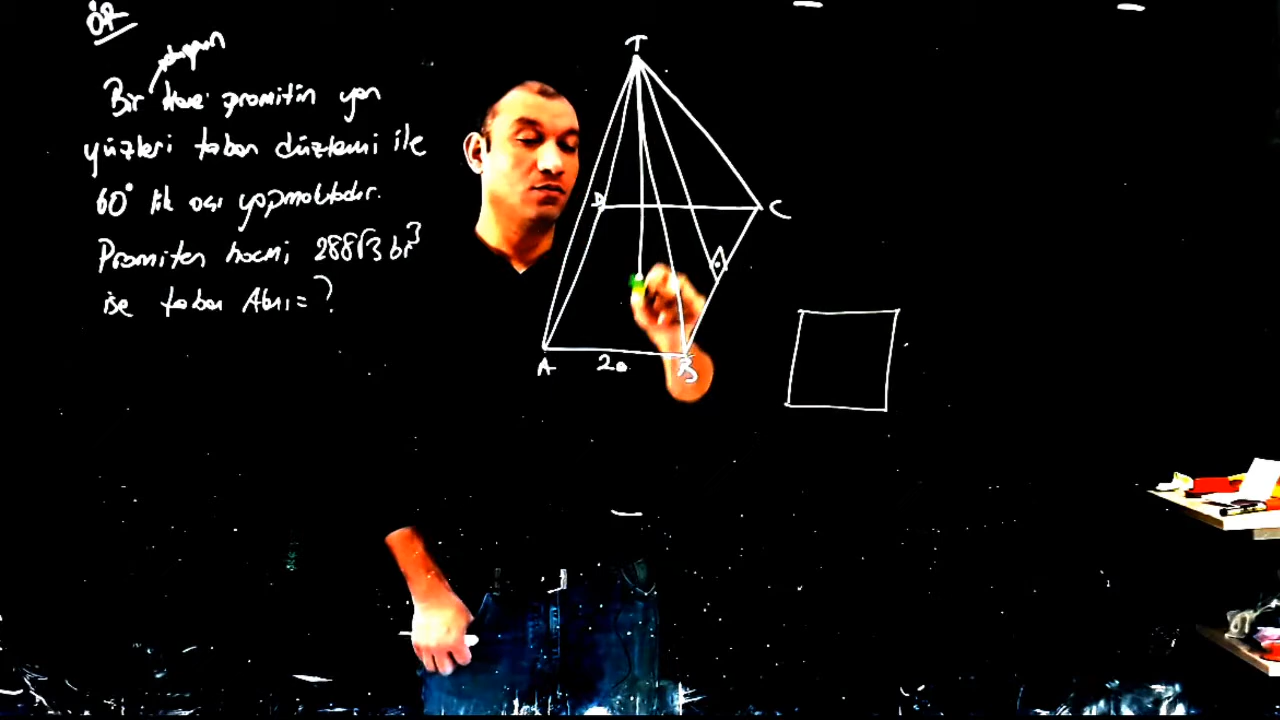 ÖR
düzgün
Bir kare piramitin yan
yüzleri taban düzlemi ile
60° lik açı yapmaktadır.
Piramiten hacmi 288√3 br³
ise taban Alanı = ?
T
D
C
A
2a
B